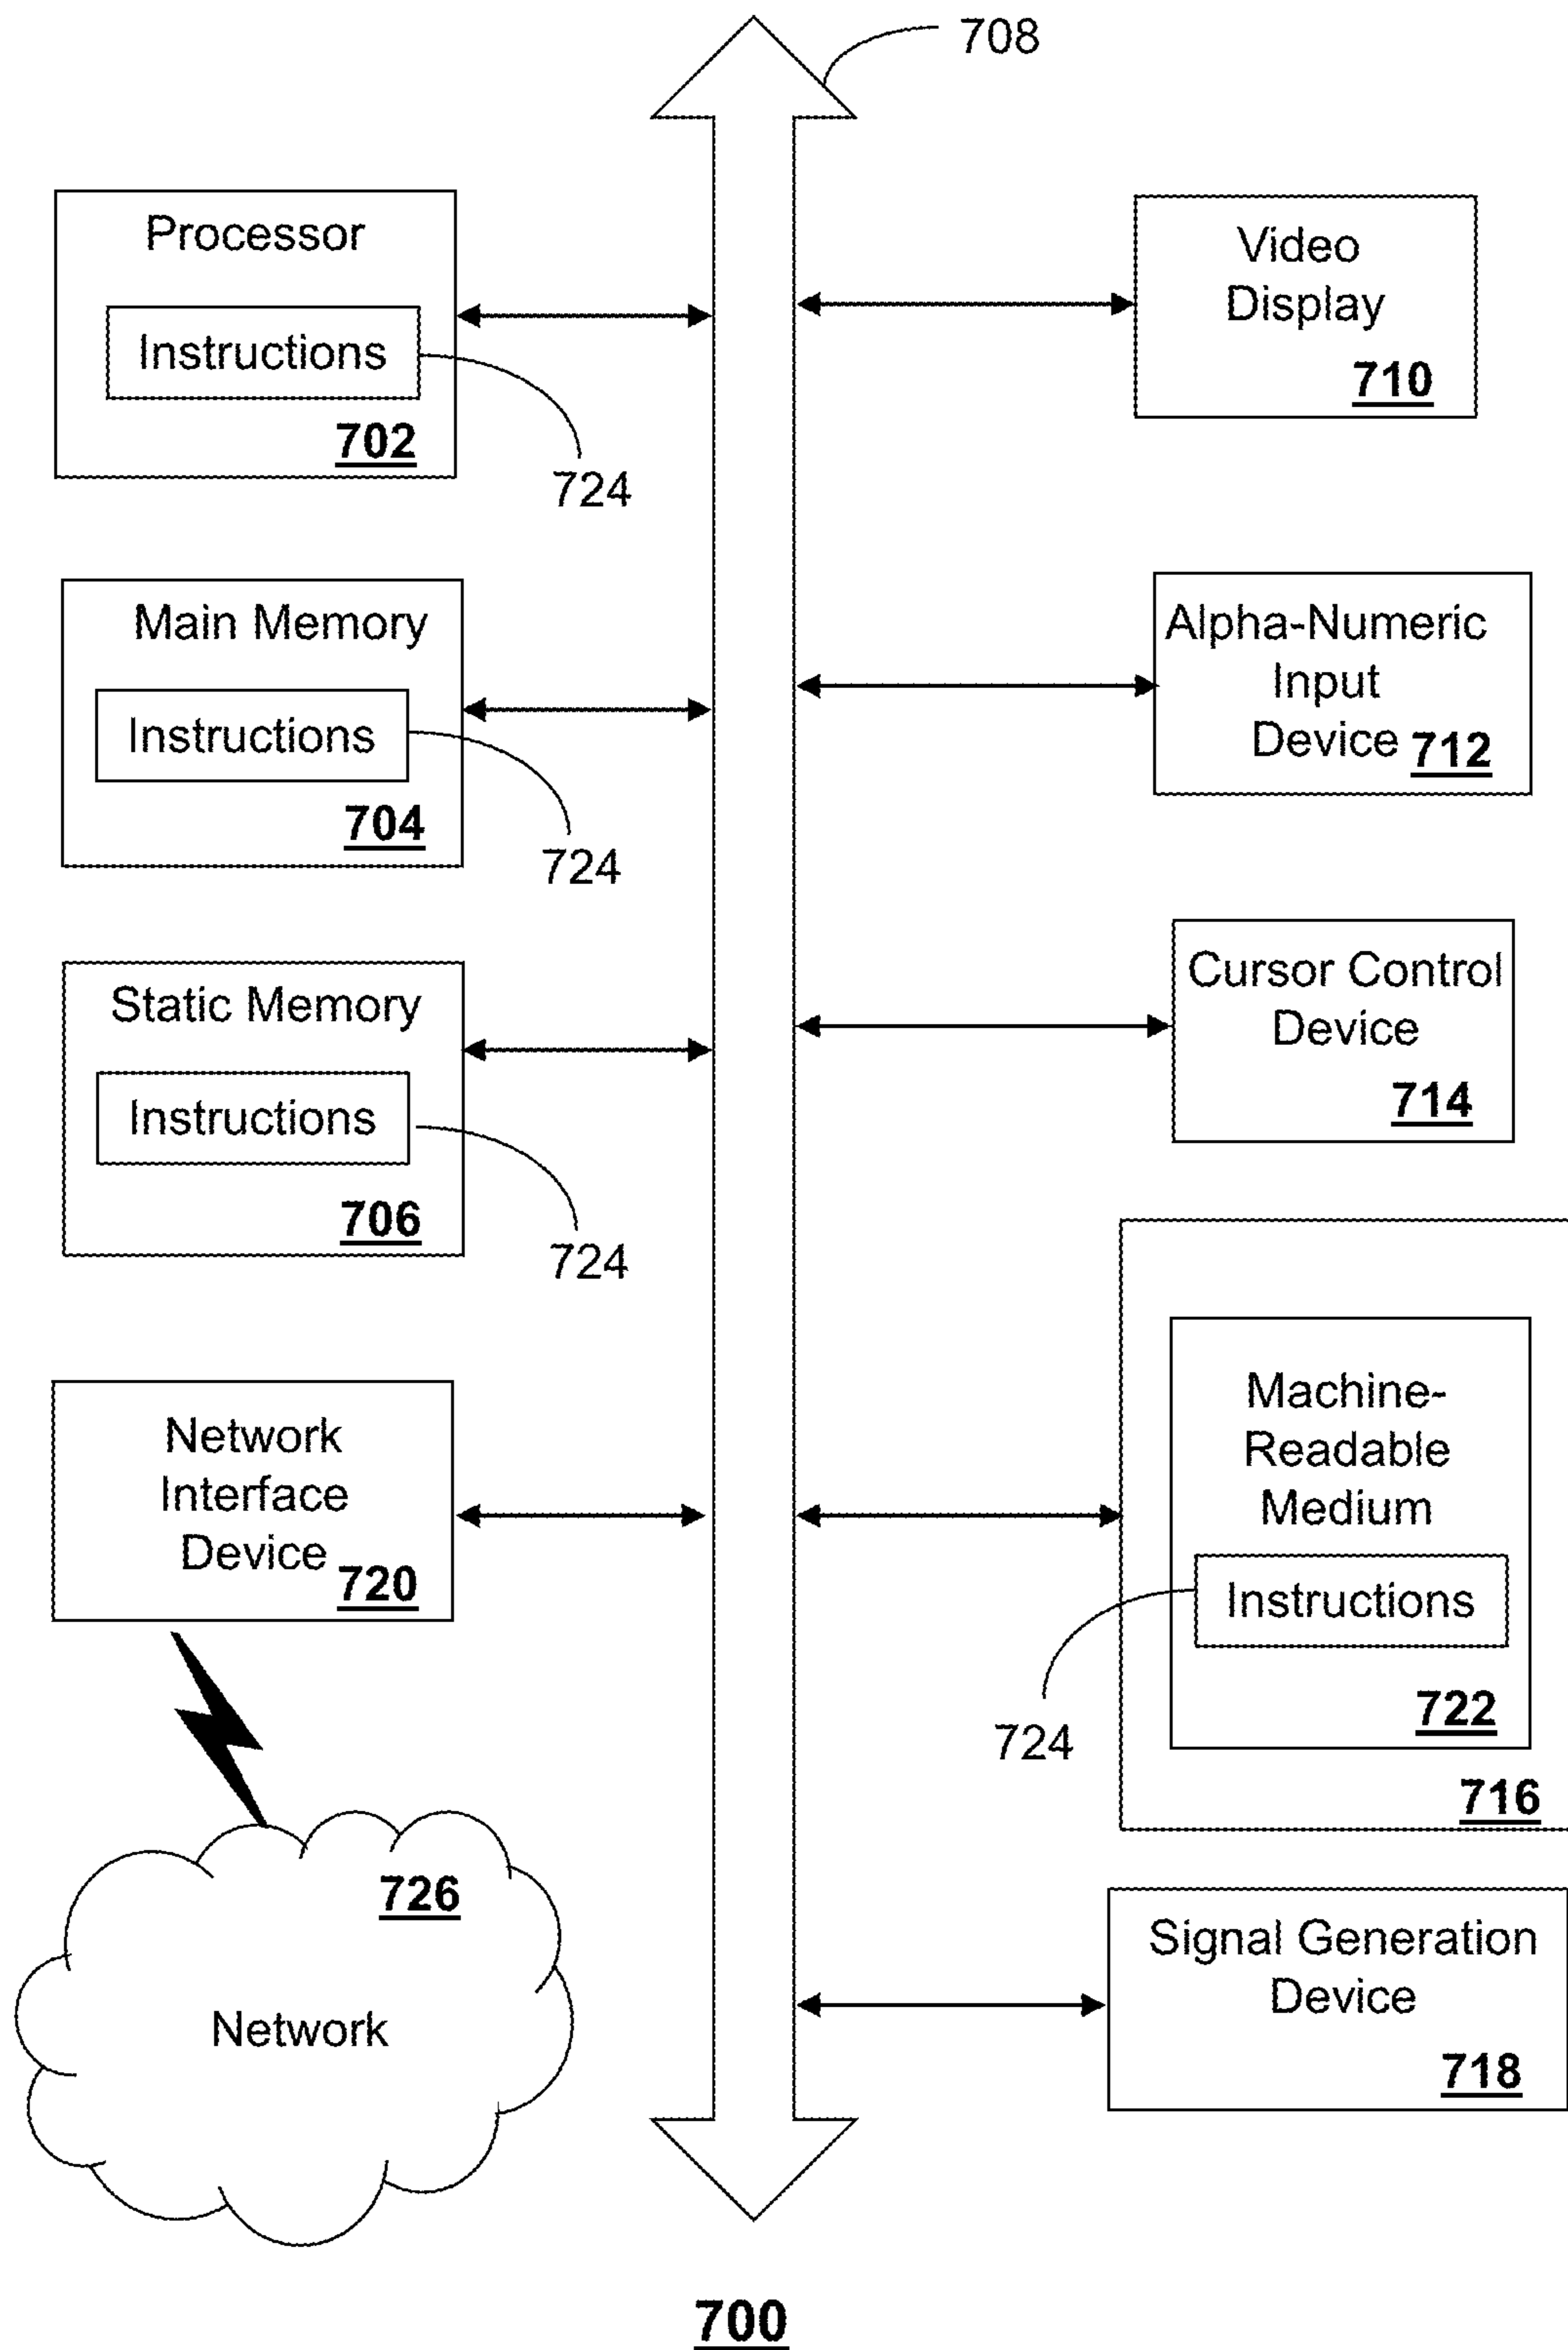 708
Processor
Instructions
702
724
Main Memory
Instructions
704
724
Static Memory
Instructions
706
724
Network
Interface
Device
720
726
Network
Video
Display
710
Alpha-Numeric
Input
Device 712
Cursor Control
Device
714
Machine-
Readable
Medium
Instructions
722
724
716
Signal Generation
Device
718
700